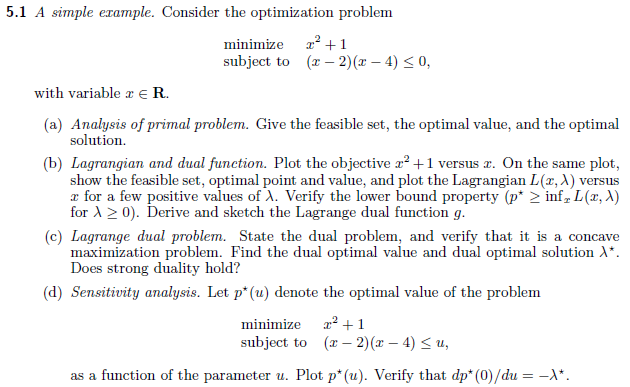 5.1 A simple example. Consider the optimization problem
minimize x² + 1
subject to (x − 2)(x − 4) ≤ 0,
with variable x ∈ R.
(a) Analysis of primal problem. Give the feasible set, the optimal value, and the optimal
solution.
(b) Lagrangian and dual function. Plot the objective x² + 1 versus x. On the same plot,
show the feasible set, optimal point and value, and plot the Lagrangian L(x, λ) versus
x for a few positive values of λ. Verify the lower bound property (p⋆ ≥ infₓ L(x, λ)
for λ ≥ 0). Derive and sketch the Lagrange dual function g.
(c) Lagrange dual problem. State the dual problem, and verify that it is a concave
maximization problem. Find the dual optimal value and dual optimal solution λ⋆.
Does strong duality hold?
(d) Sensitivity analysis. Let p⋆(u) denote the optimal value of the problem
minimize x² + 1
subject to (x − 2)(x − 4) ≤ u,
as a function of the parameter u. Plot p⋆(u). Verify that dp⋆(0)/du = −λ⋆.